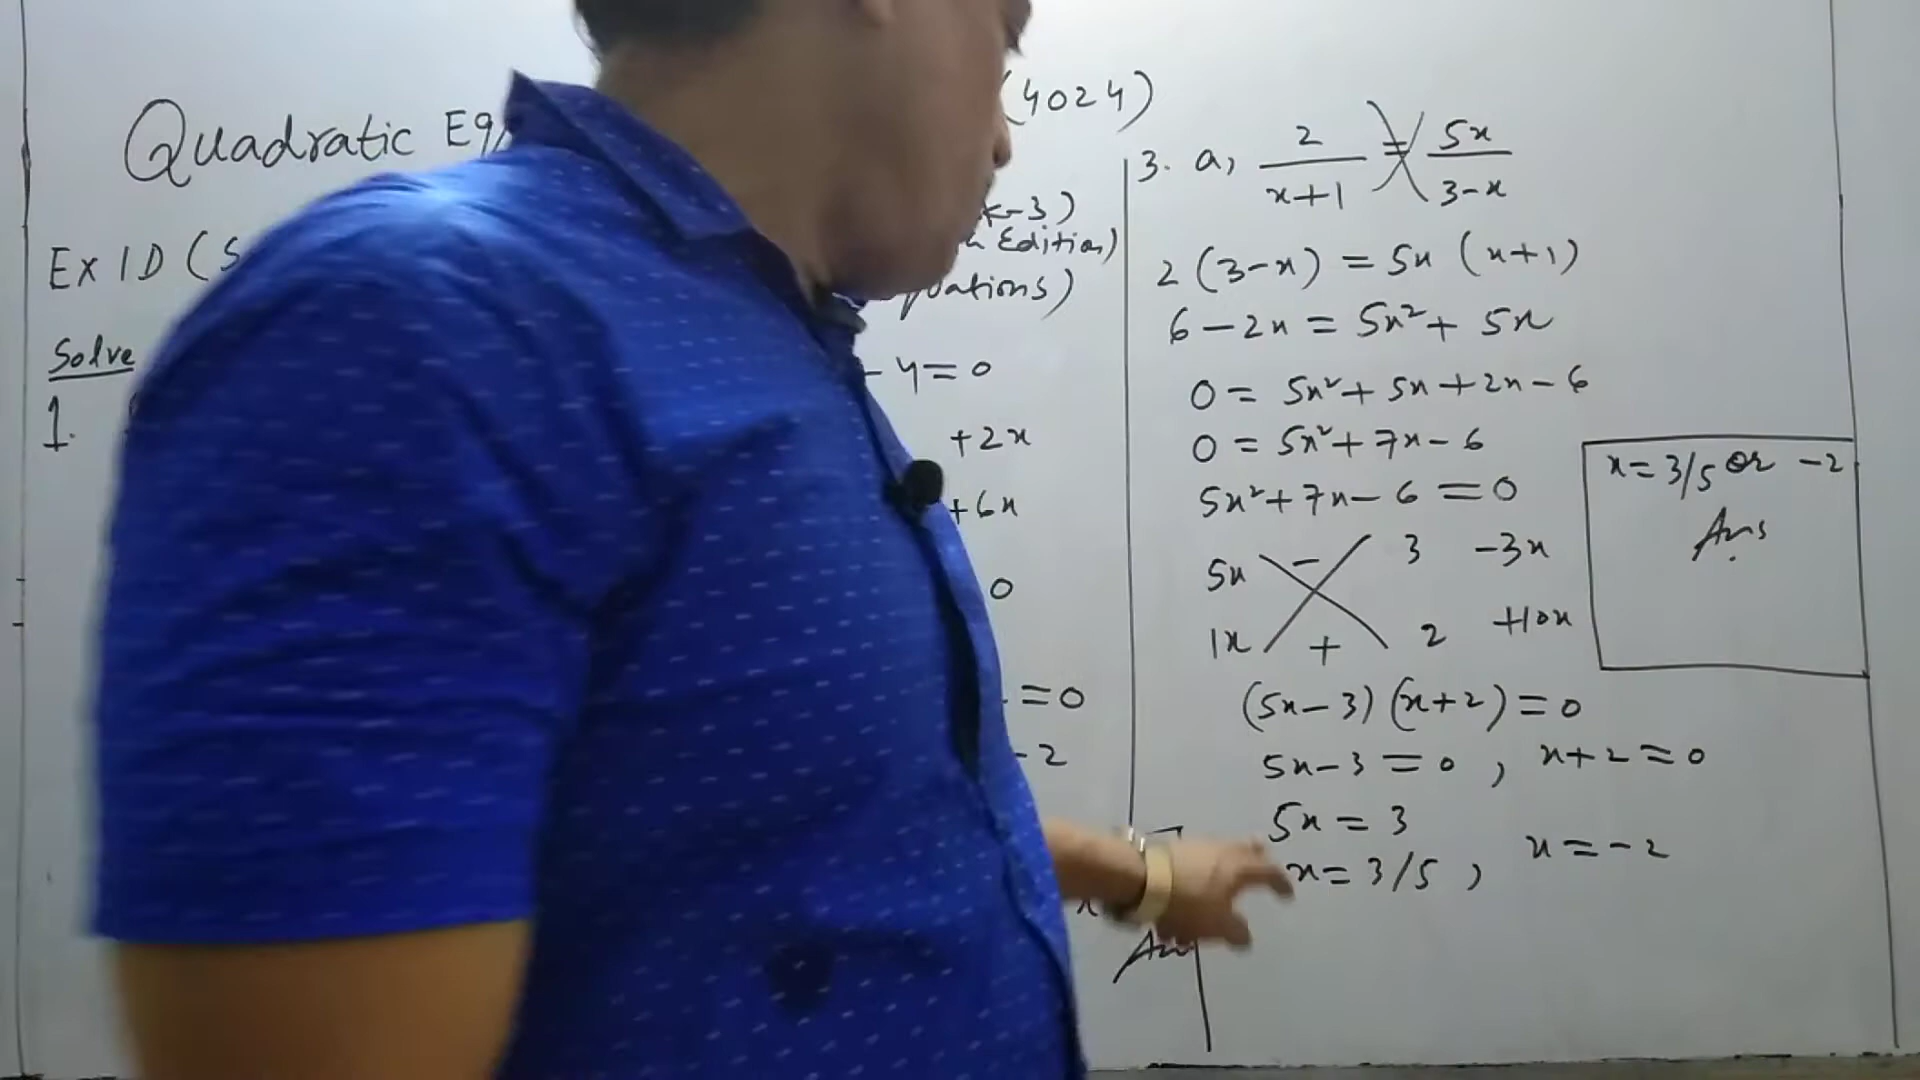 Quadratic Eq
(4024)
k-3)
Edition)
Ex 1D (S
uations)
Solve
1.
- 4 = 0
+2x
+6x
0
= 0
- 2
x
An
3. a, 2/(x+1) = 5x/(3-x)
2 (3-x) = 5x (x+1)
6 - 2x = 5x² + 5x
0 = 5x² + 5x + 2x - 6
0 = 5x² + 7x - 6
5x² + 7x - 6 = 0
5x - 3 -3x
1x + 2 +10x
(5x - 3) (x+2) = 0
5x - 3 = 0 , x + 2 = 0
5x = 3
x = 3/5 , x = -2
x = 3/5 or -2
Ans